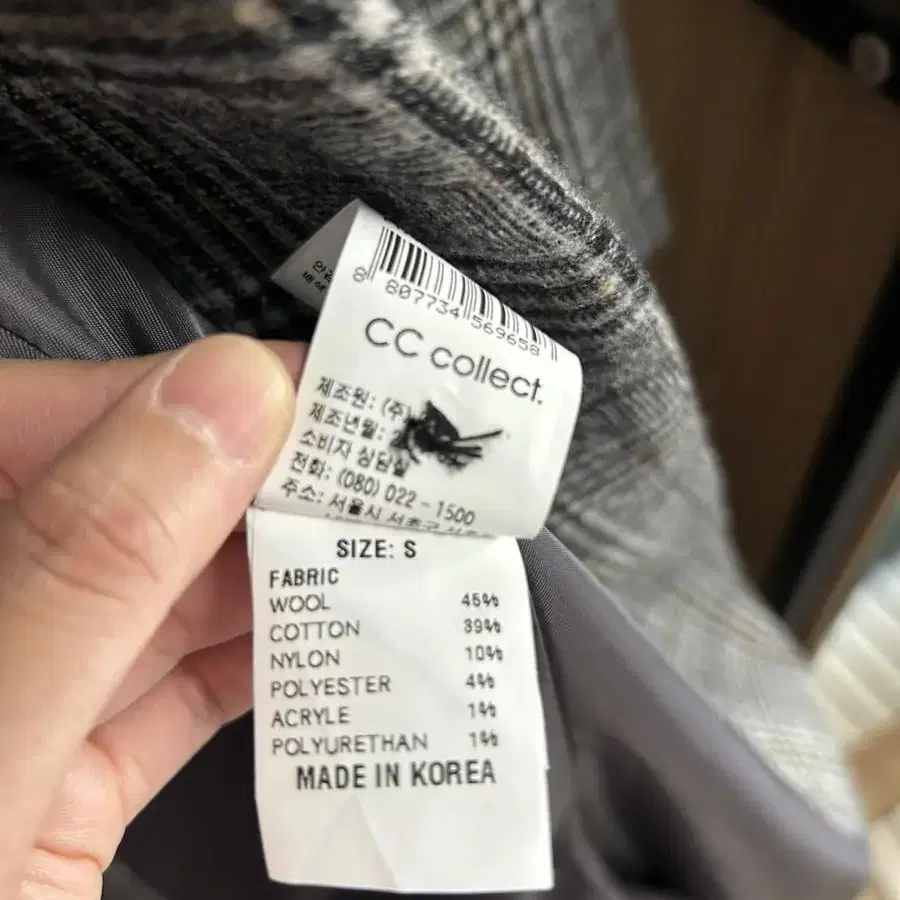 8 807734 569658
CC collect.
제조원: (주)
제조년월:
소비자 상담실
전화: (080) 022-1500
주소: 서울시 서초구
SIZE: S
FABRIC
WOOL 45%
COTTON 39%
NYLON 10%
POLYESTER 4%
ACRYLE 1%
POLYURETHAN 1%
MADE IN KOREA